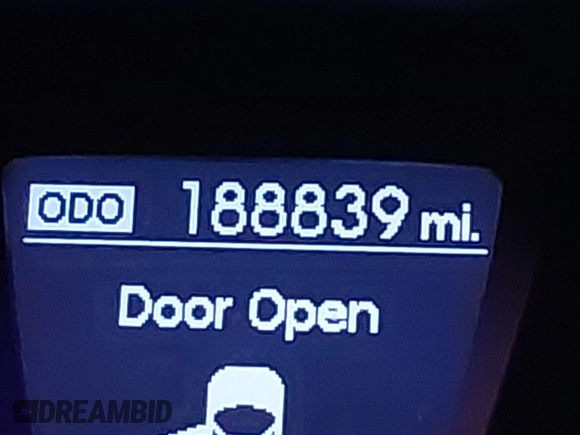 ODO 188839 mi.
Door Open
DREAMBID